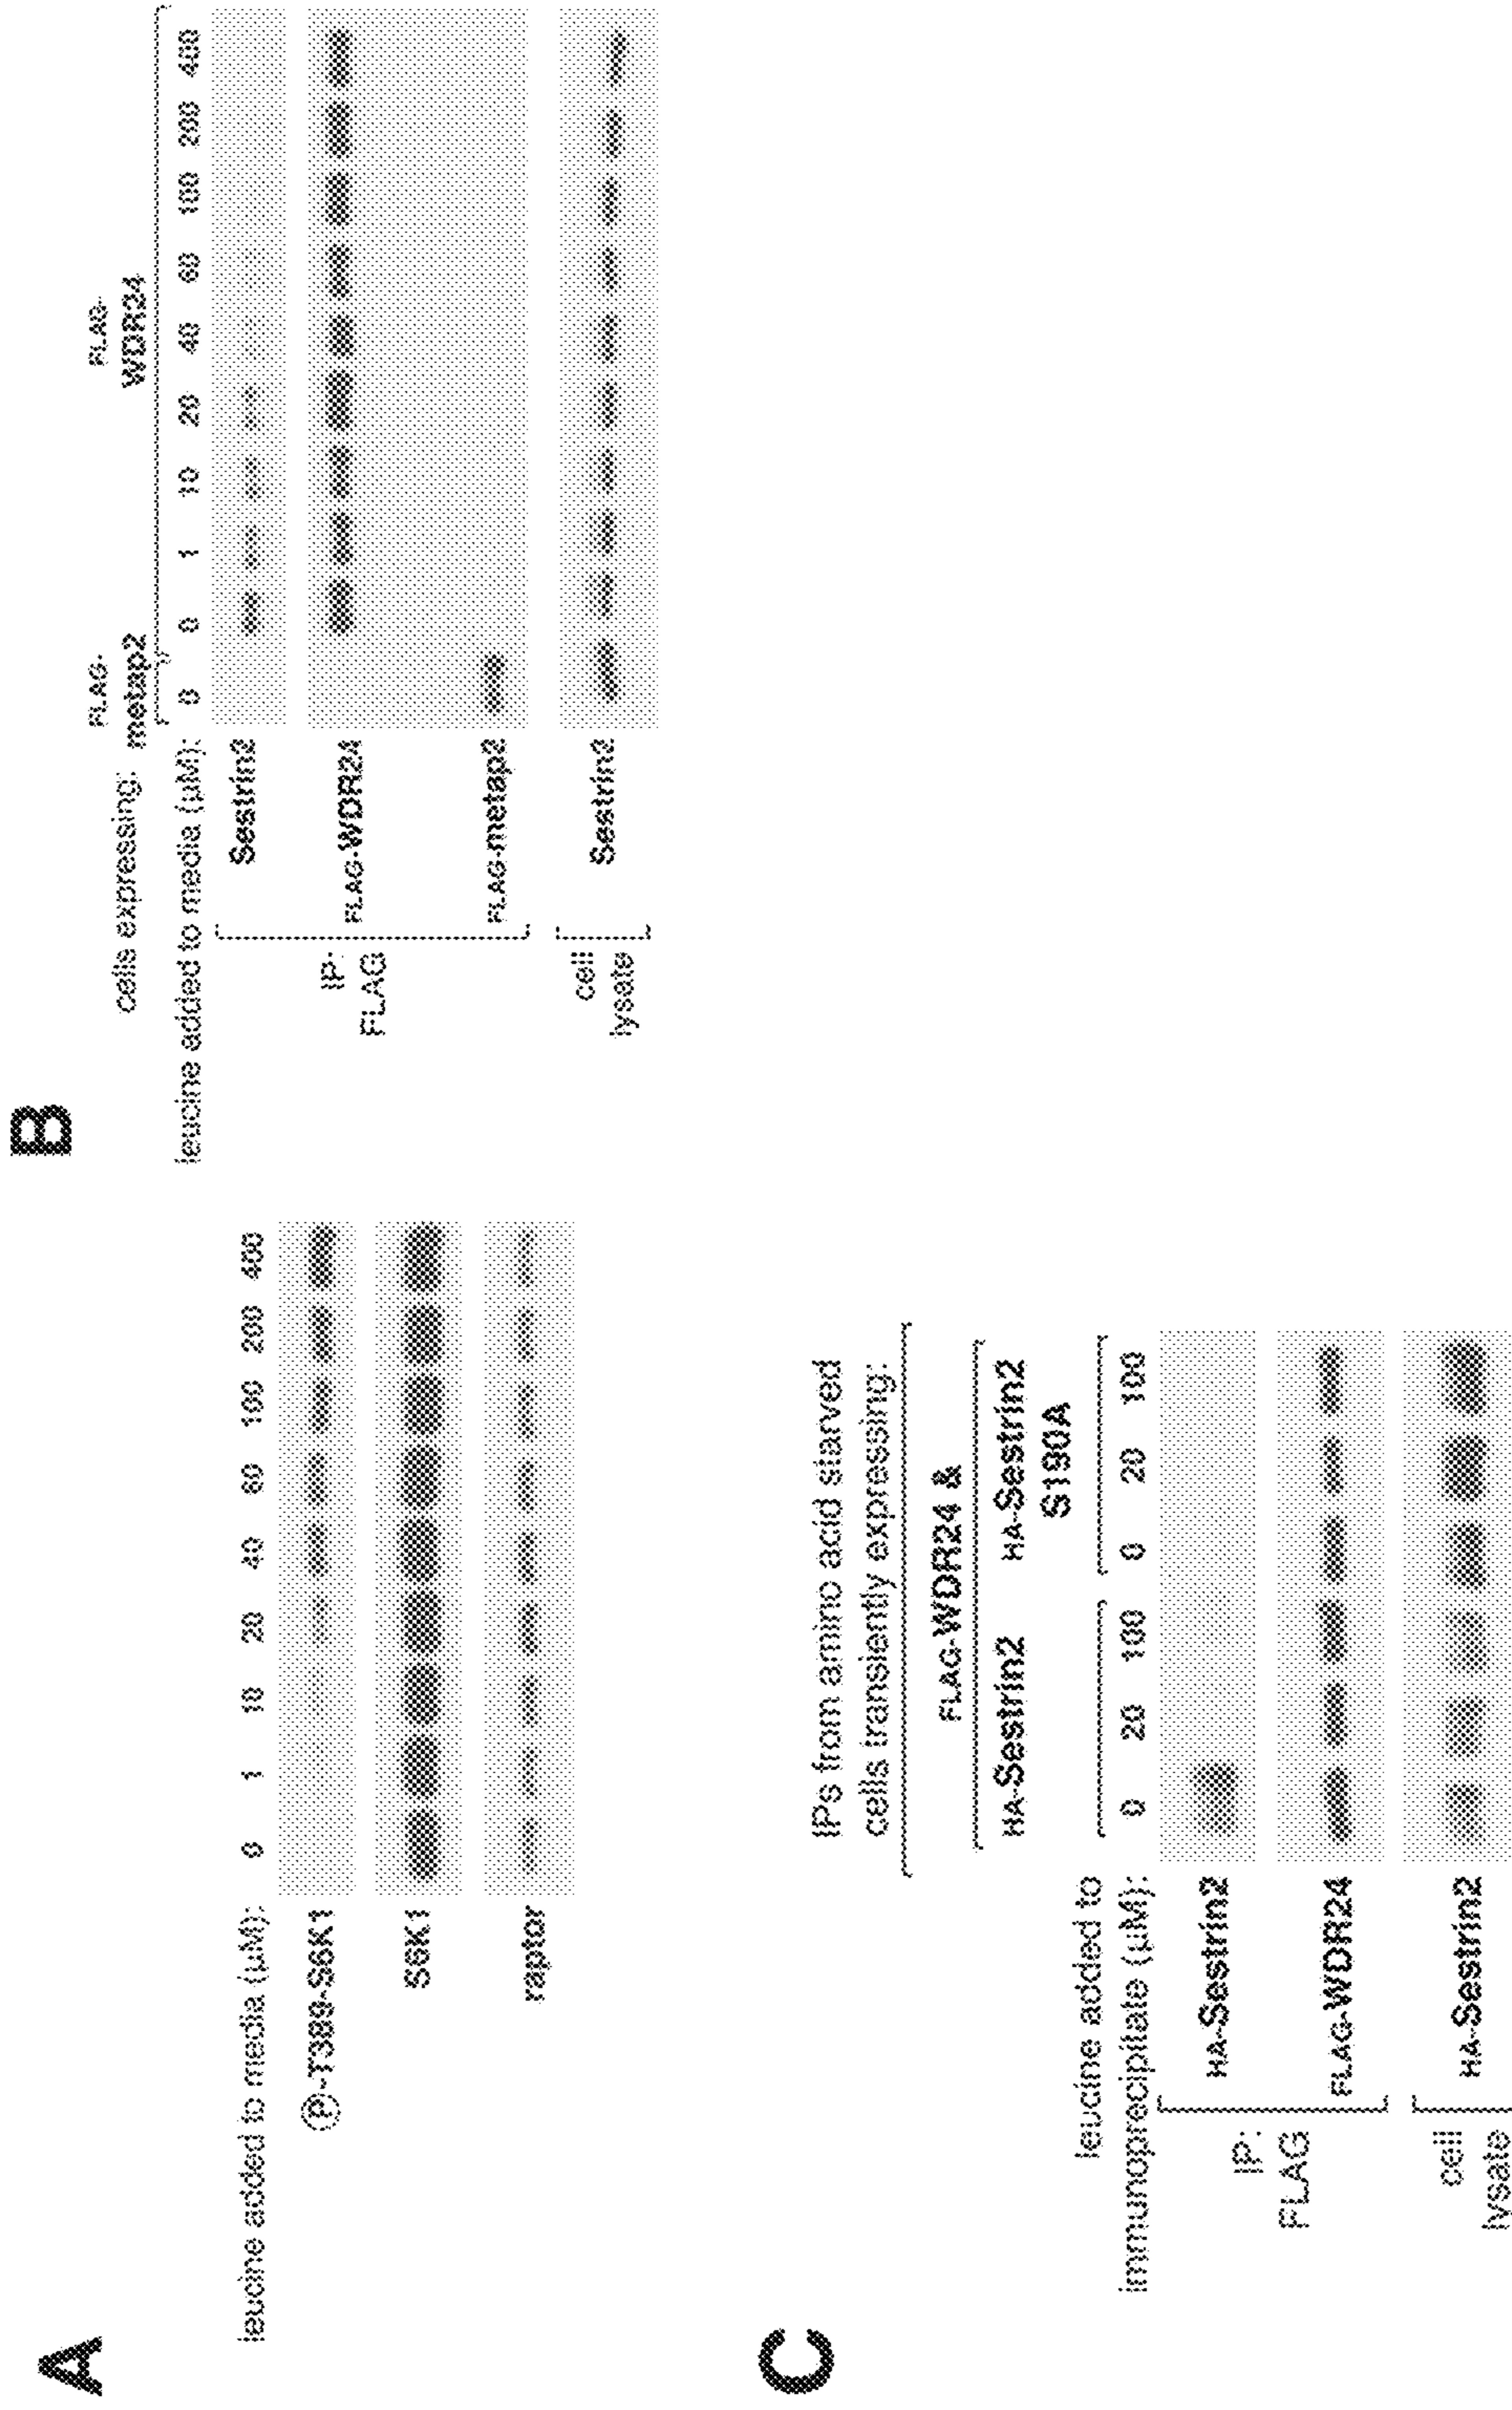 A
leucine added to media (µM): 0 1 10 20 40 60 100 200 400
Ⓟ-T389-S6K1
S6K1
raptor
B
cells expressing: FLAG-metap2 FLAG-WDR24
leucine added to media (µM): 0 0 1 10 20 40 60 100 200 400
Sestrin2
IP: FLAG
FLAG-WDR24
FLAG-metap2
cell lysate
Sestrin2
C
IPs from amino acid starved
cells transiently expressing:
FLAG-WDR24 &
HA-Sestrin2 HA-Sestrin2
S190A
leucine added to
immunoprecipitate (µM): 0 20 100 0 20 100
HA-Sestrin2
IP: FLAG
FLAG-WDR24
cell lysate
HA-Sestrin2